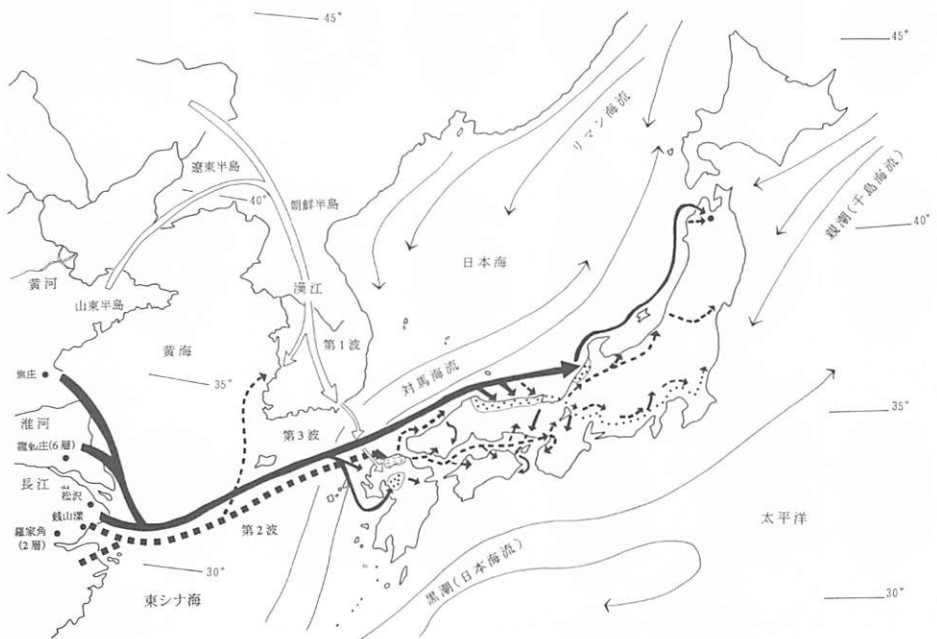 45°
45°
リマン海流
遼東半島
40°
朝鮮半島
親潮(千島海流)
40°
日本海
黄河
漢江
山東半島
第1波
黄海
対馬海流
35°
焦庄
35°
淮河
第3波
龍虬庄(6層)
長江
松沢
銭山漾
太平洋
羅家角
(2層)
第2波
黒潮(日本海流)
30°
30°
東シナ海